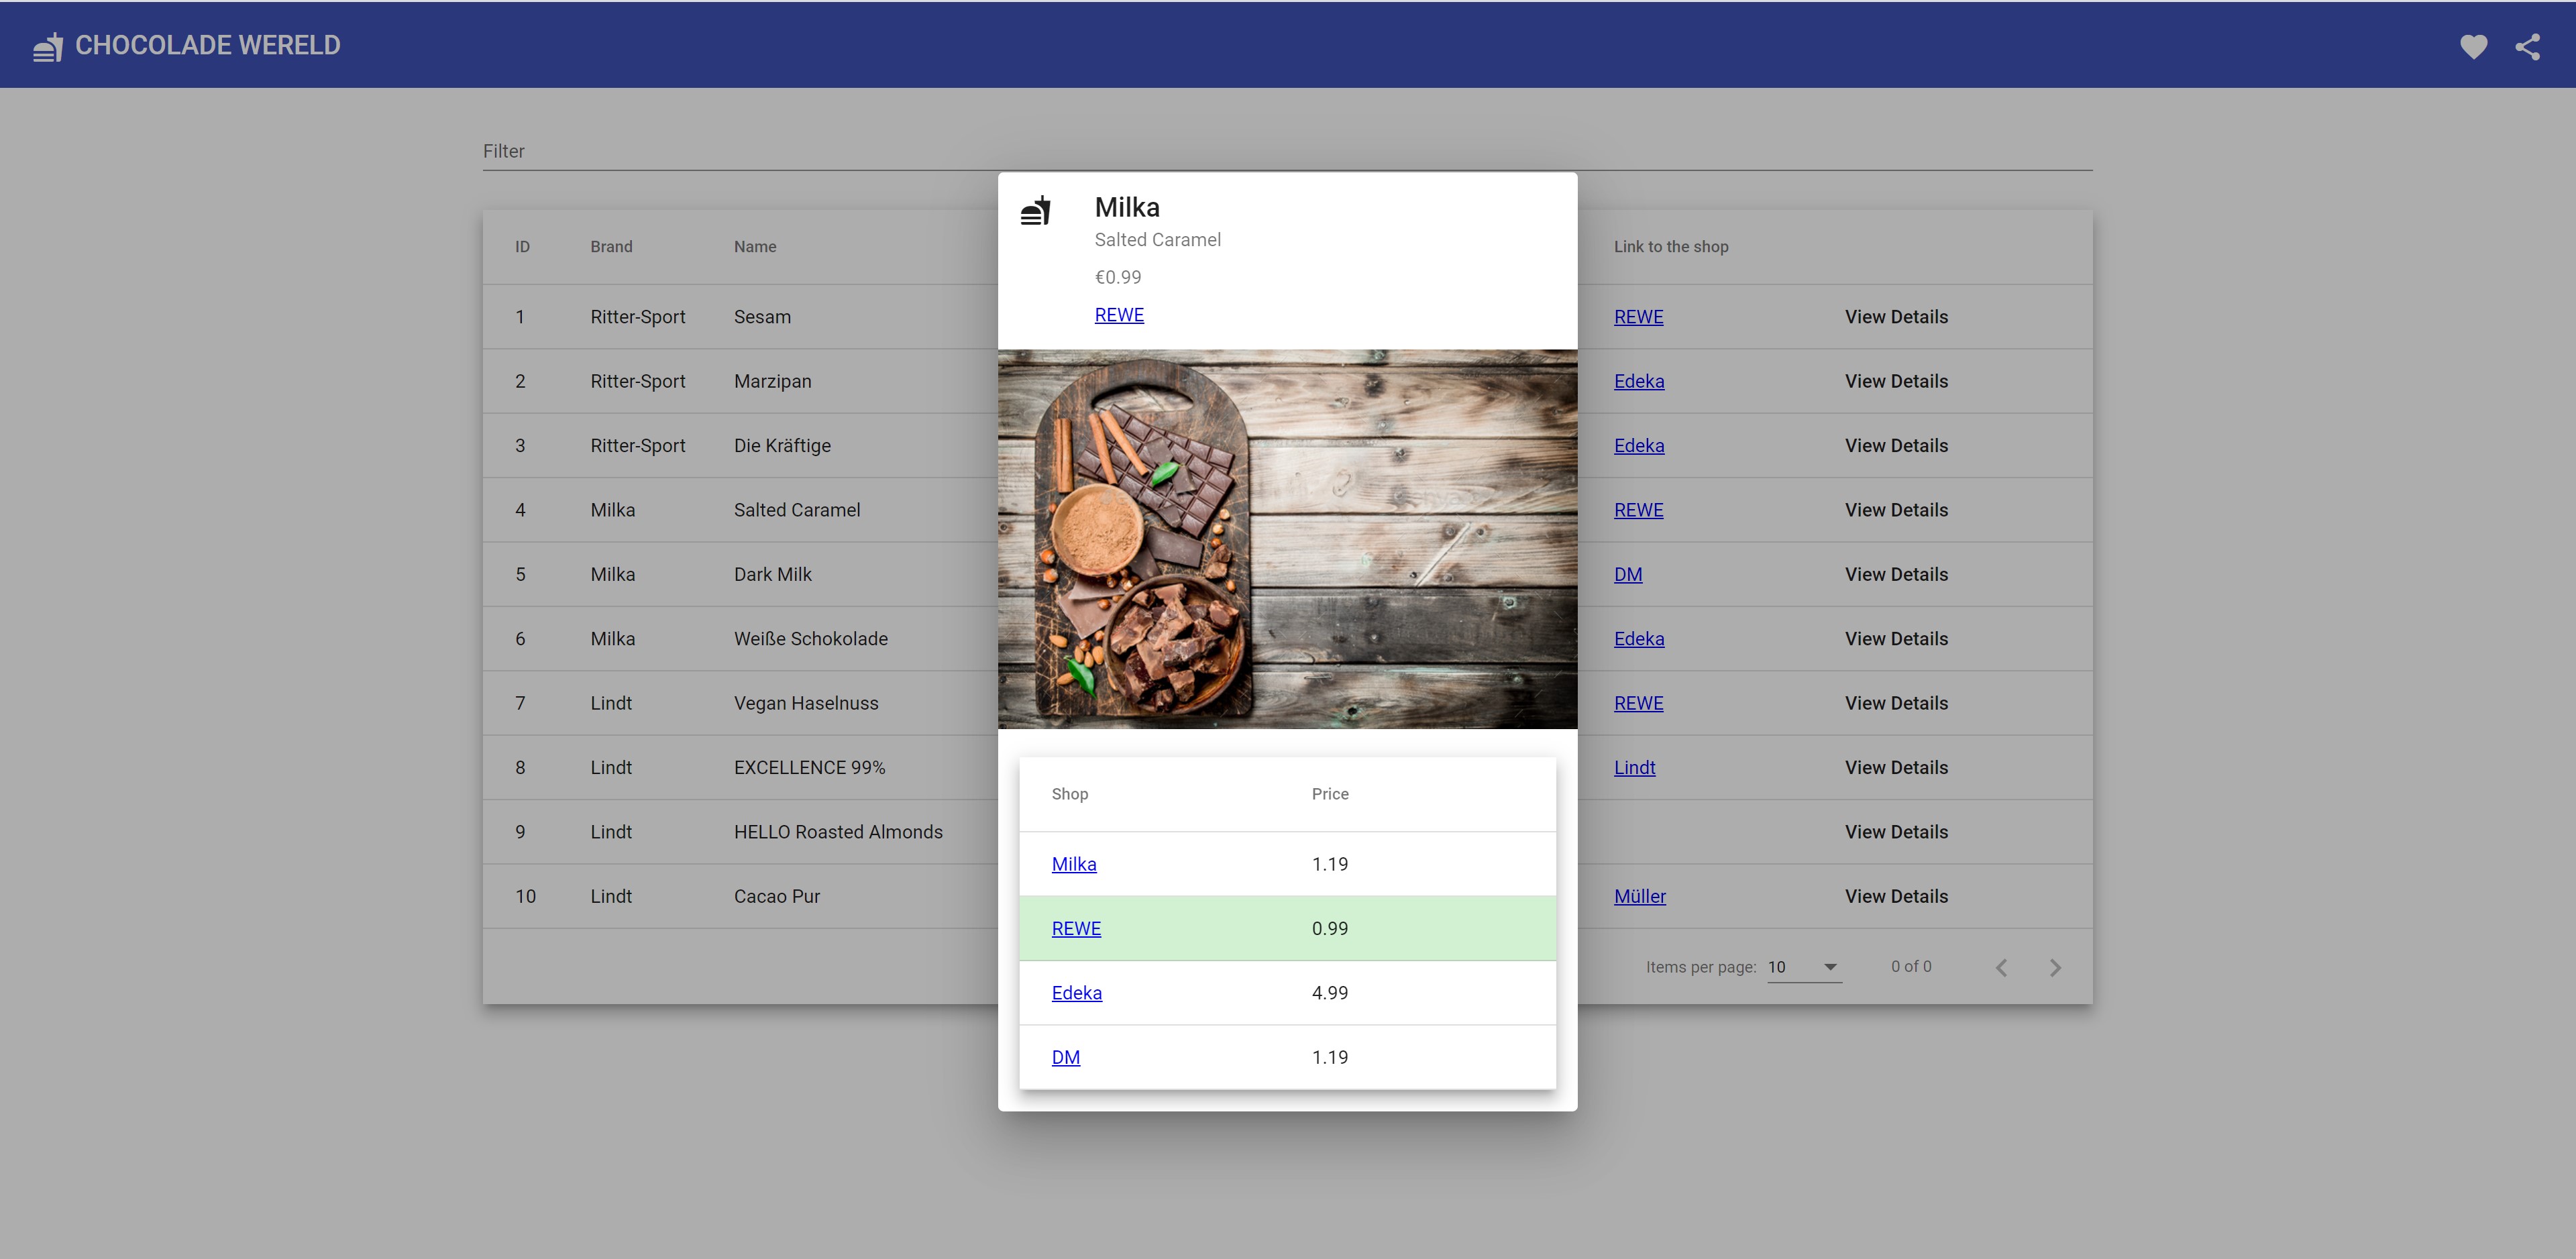 CHOCOLADE WERELD
Filter
ID Brand Name Link to the shop
1 Ritter-Sport Sesam REWE View Details
2 Ritter-Sport Marzipan Edeka View Details
3 Ritter-Sport Die Kräftige Edeka View Details
4 Milka Salted Caramel REWE View Details
5 Milka Dark Milk DM View Details
6 Milka Weiße Schokolade Edeka View Details
7 Lindt Vegan Haselnuss REWE View Details
8 Lindt EXCELLENCE 99% Lindt View Details
9 Lindt HELLO Roasted Almonds View Details
10 Lindt Cacao Pur Müller View Details
Items per page: 10 0 of 0
Milka
Salted Caramel
€0.99
REWE
Shop Price
Milka 1.19
REWE 0.99
Edeka 4.99
DM 1.19